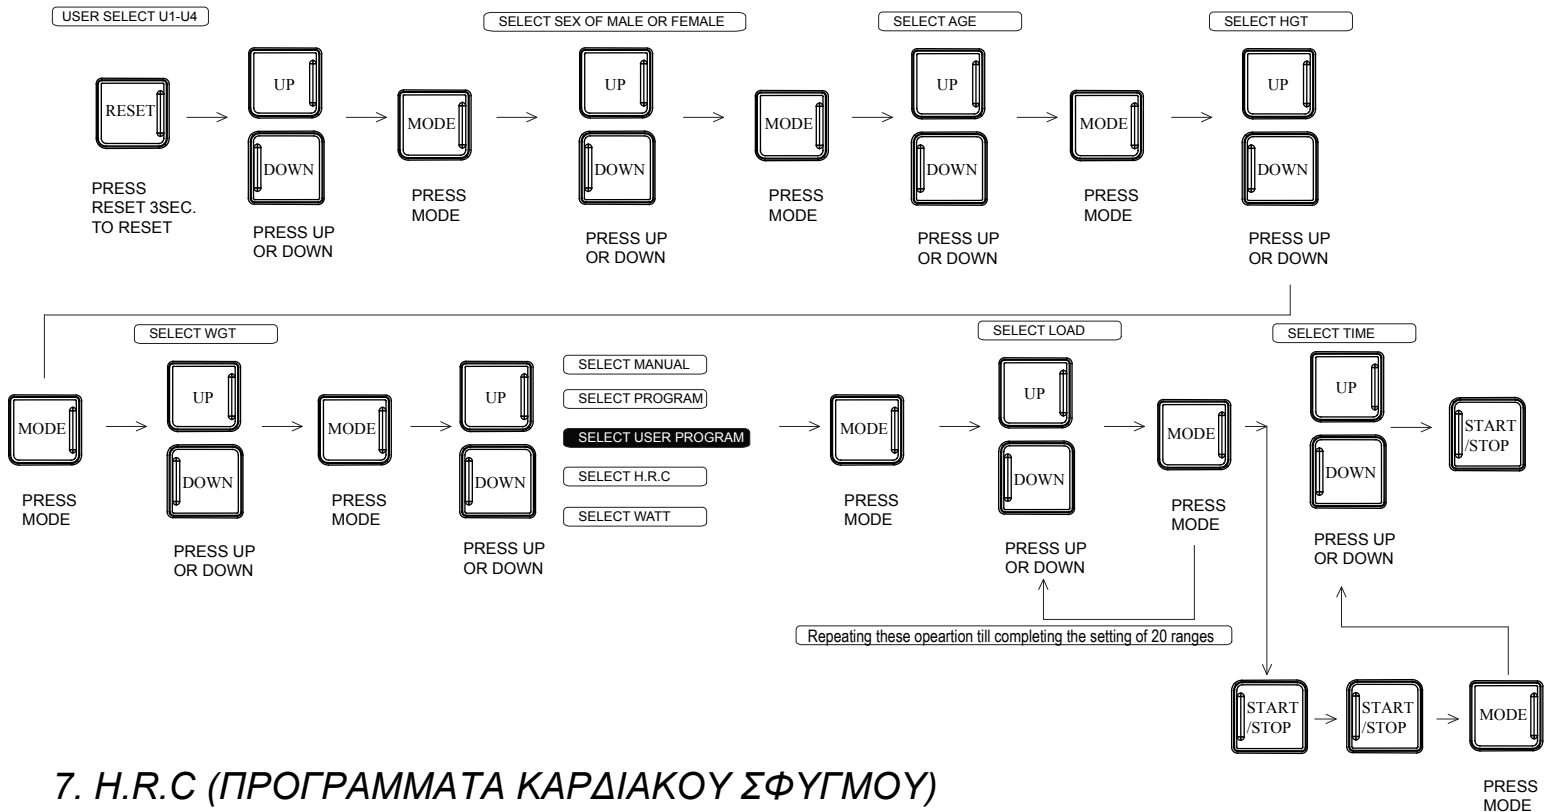 USER SELECT U1-U4
SELECT SEX OF MALE OR FEMALE
SELECT AGE
SELECT HGT
RESET
UP
DOWN
MODE
UP
DOWN
MODE
UP
DOWN
MODE
UP
DOWN
PRESS
RESET 3SEC.
TO RESET
PRESS UP
OR DOWN
PRESS
MODE
PRESS UP
OR DOWN
PRESS
MODE
PRESS UP
OR DOWN
PRESS
MODE
PRESS UP
OR DOWN
SELECT WGT
SELECT LOAD
SELECT TIME
MODE
UP
DOWN
MODE
UP
DOWN
SELECT MANUAL
SELECT PROGRAM
SELECT USER PROGRAM
SELECT H.R.C
SELECT WATT
MODE
UP
DOWN
MODE
UP
DOWN
START
/STOP
PRESS
MODE
PRESS UP
OR DOWN
PRESS
MODE
PRESS UP
OR DOWN
PRESS
MODE
PRESS UP
OR DOWN
PRESS
MODE
PRESS UP
OR DOWN
Repeating these opeartion till completing the setting of 20 ranges
START
/STOP
START
/STOP
MODE
PRESS
MODE
7. H.R.C (ΠΡΟΓΡΑΜΜΑΤΑ ΚΑΡΔΙΑΚΟΥ ΣΦΥΓΜΟΥ)